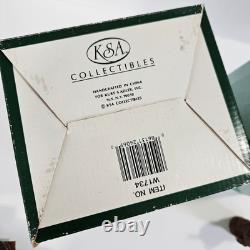 KSA
COLLECTIBLES
HANDCRAFTED IN CHINA
FOR KURT S. ADLER, INC.
N.Y. N.Y. 10010
© KSA COLLECTIBLES
ITEM NO.
W1734